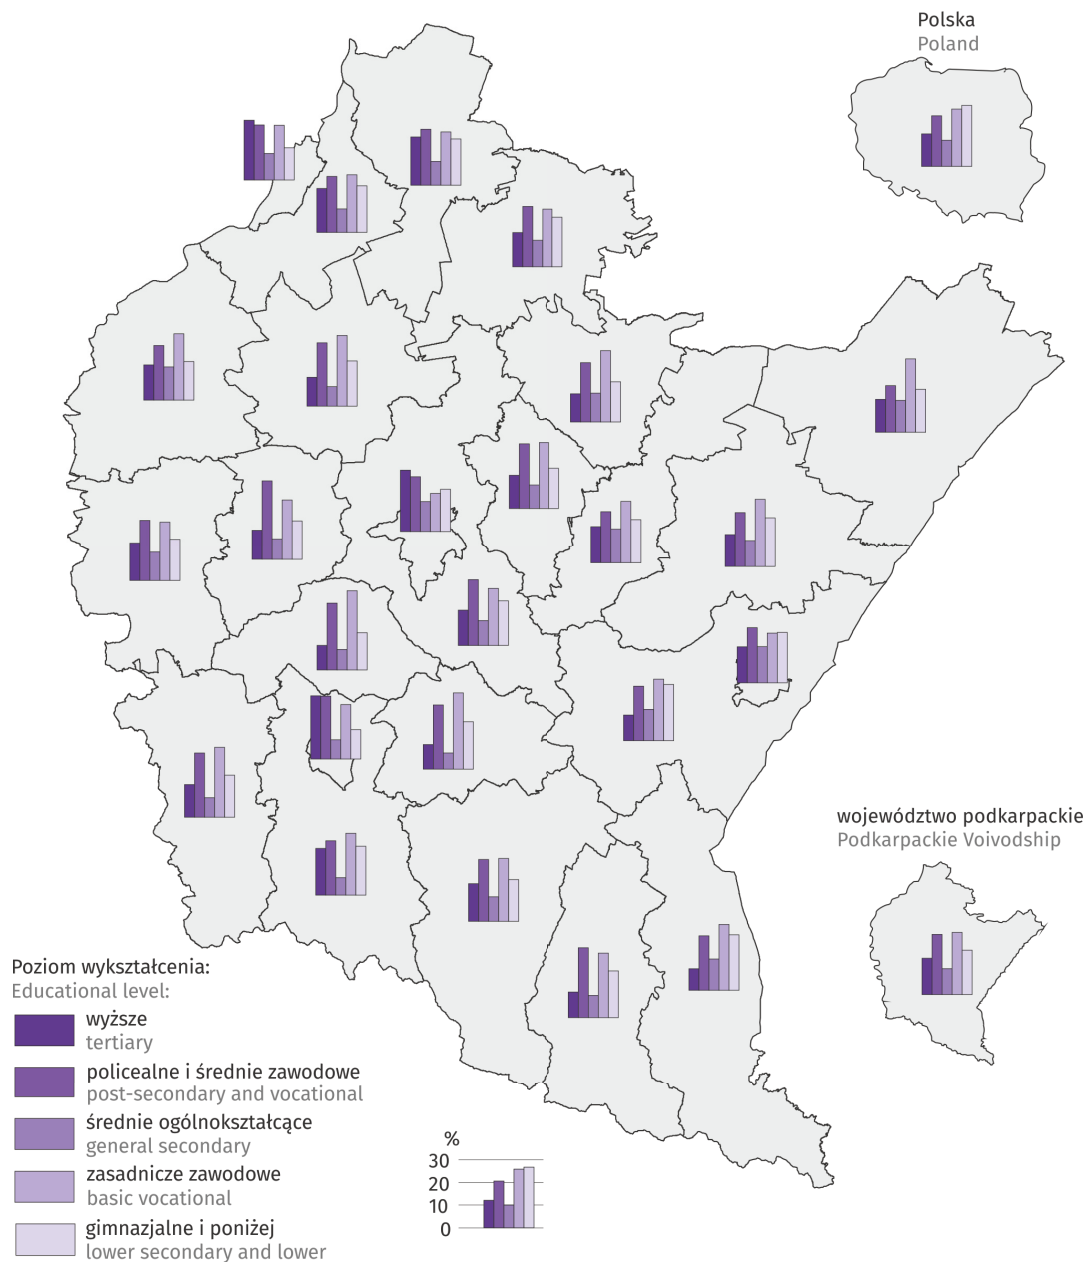 Polska
Poland
województwo podkarpackie
Podkarpackie Voivodship
Poziom wykształcenia:
Educational level:
wyższe
tertiary
policealne i średnie zawodowe
post-secondary and vocational
średnie ogólnokształcące
general secondary
zasadnicze zawodowe
basic vocational
gimnazjalne i poniżej
lower secondary and lower
%
30
20
10
0